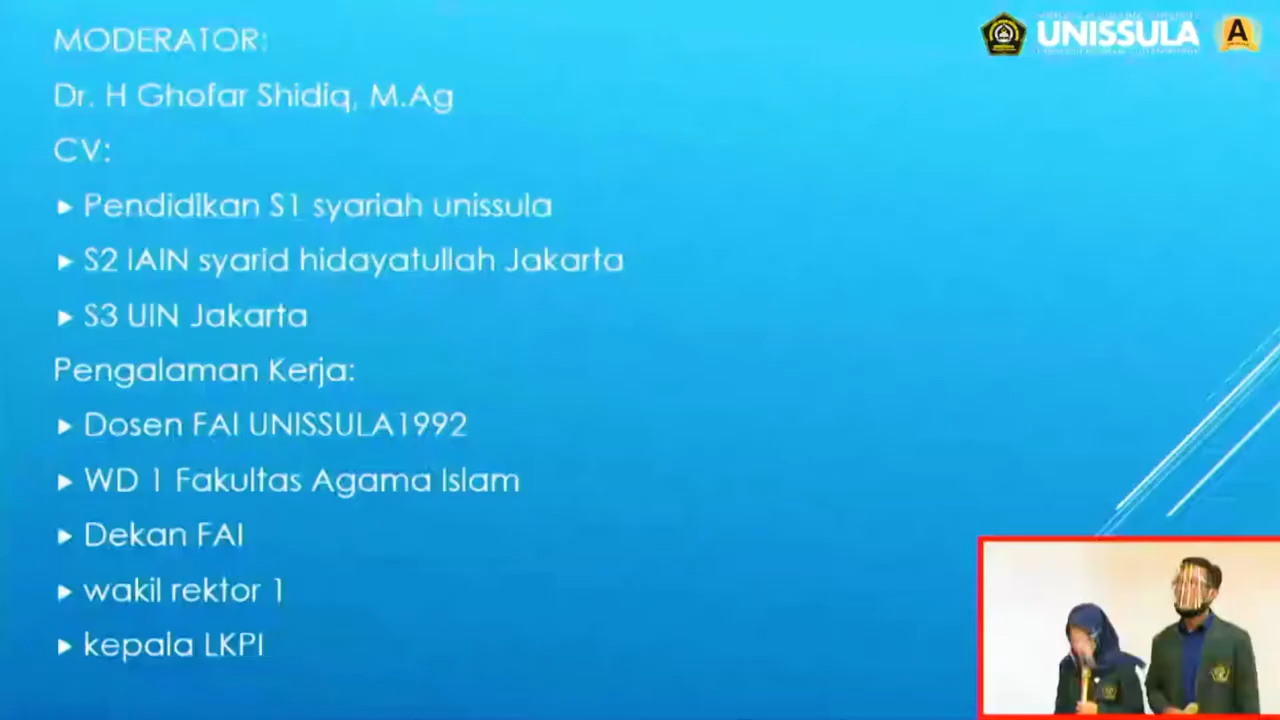 MODERATOR:
Dr. H Ghofar Shidiq, M.Ag
CV:
Pendidikan S1 syariah unissula
S2 IAIN syarid hidayatullah Jakarta
S3 UIN Jakarta
Pengalaman Kerja:
Dosen FAI UNISSULA1992
WD 1 Fakultas Agama Islam
Dekan FAI
wakil rektor 1
kepala LKPI
UNISSULA
A